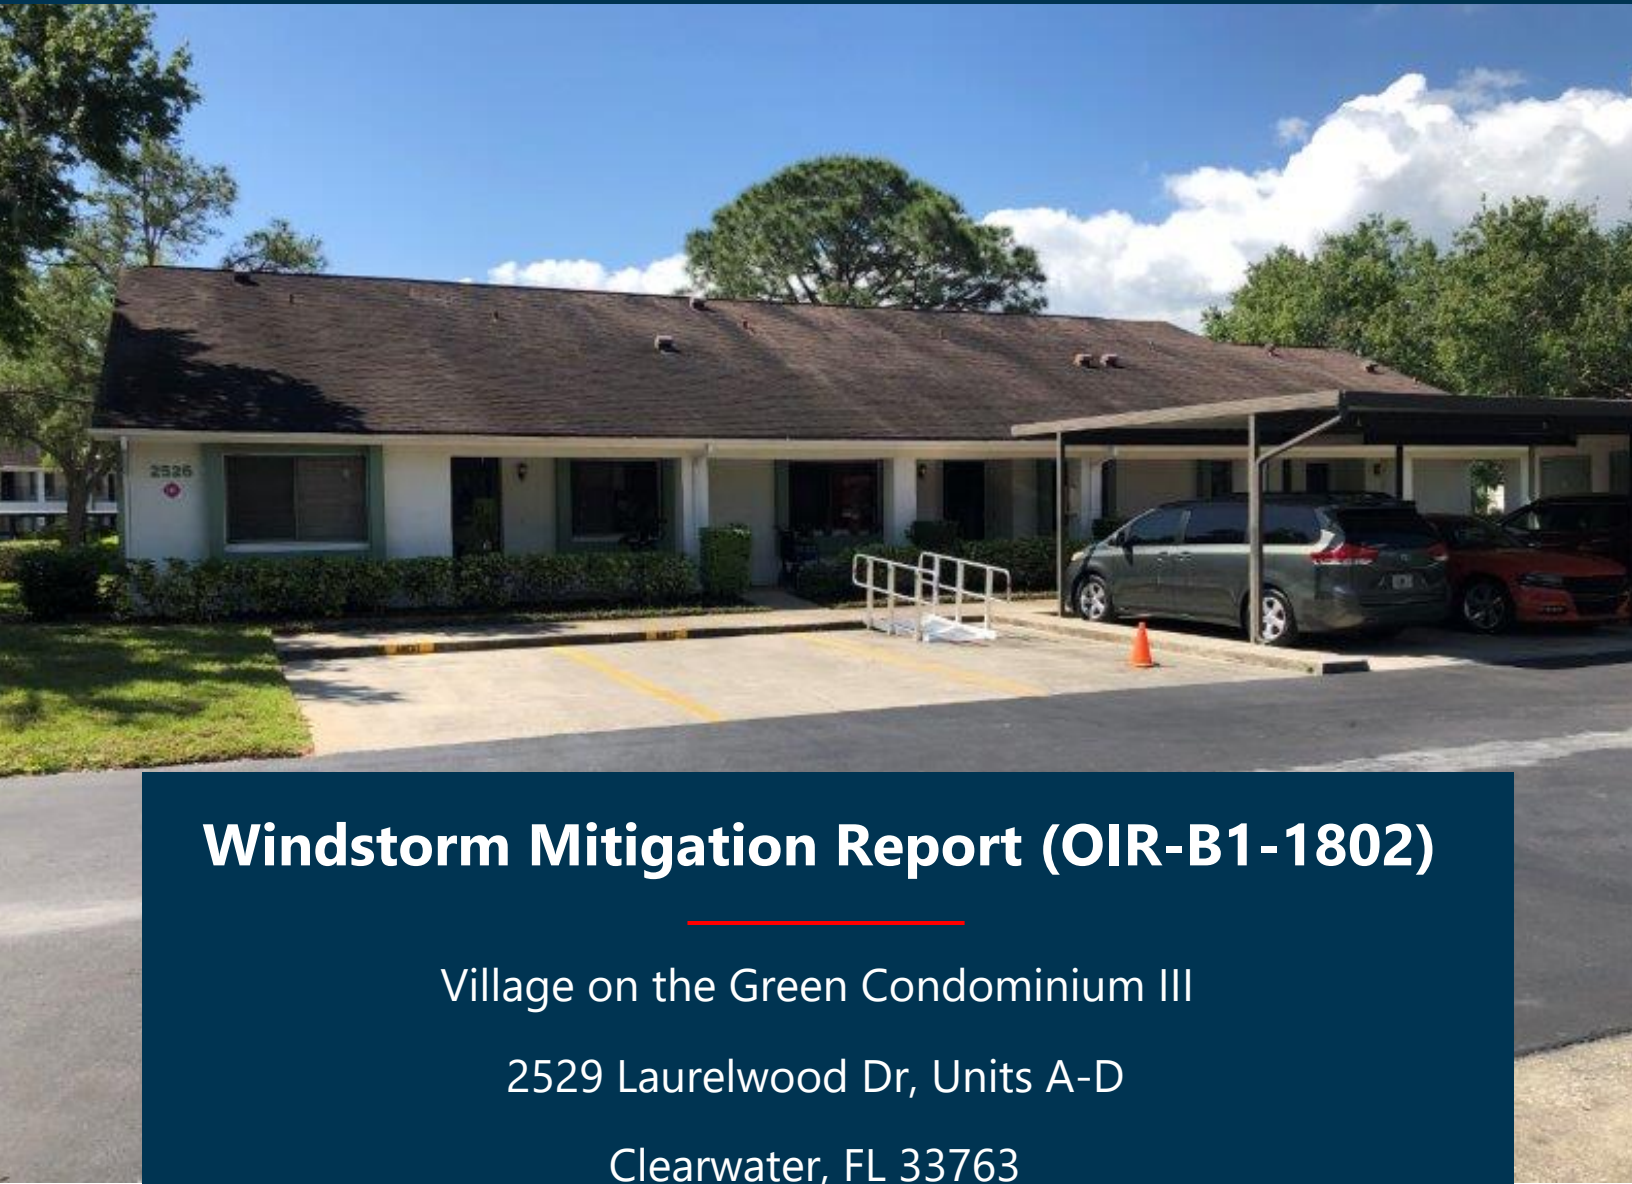 2526
Windstorm Mitigation Report (OIR-B1-1802)
Village on the Green Condominium III
2529 Laurelwood Dr, Units A-D
Clearwater, FL 33763